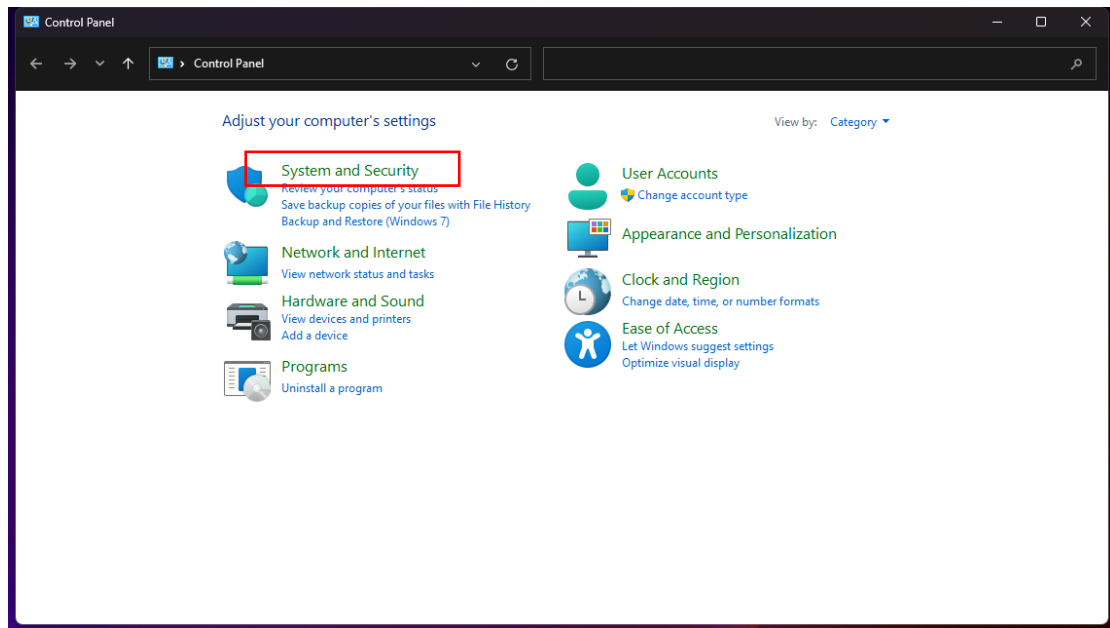 Control Panel
Control Panel
Adjust your computer's settings
View by: Category
System and Security
Review your computer's status
Save backup copies of your files with File History
Backup and Restore (Windows 7)
Network and Internet
View network status and tasks
Hardware and Sound
View devices and printers
Add a device
Programs
Uninstall a program
User Accounts
Change account type
Appearance and Personalization
Clock and Region
Change date, time, or number formats
Ease of Access
Let Windows suggest settings
Optimize visual display